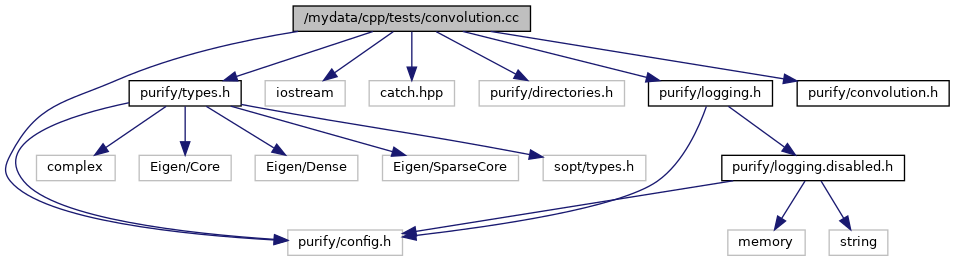 /mydata/cpp/tests/convolution.cc
purify/types.h
iostream
catch.hpp
purify/directories.h
purify/logging.h
purify/convolution.h
complex
Eigen/Core
Eigen/Dense
Eigen/SparseCore
sopt/types.h
purify/logging.disabled.h
purify/config.h
memory
string